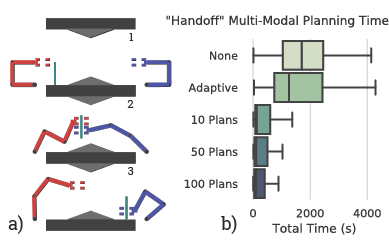 "Handoff" Multi-Modal Planning Time
1
2
3
a)
None
Adaptive
10 Plans
50 Plans
100 Plans
0
2000
4000
Total Time (s)
b)